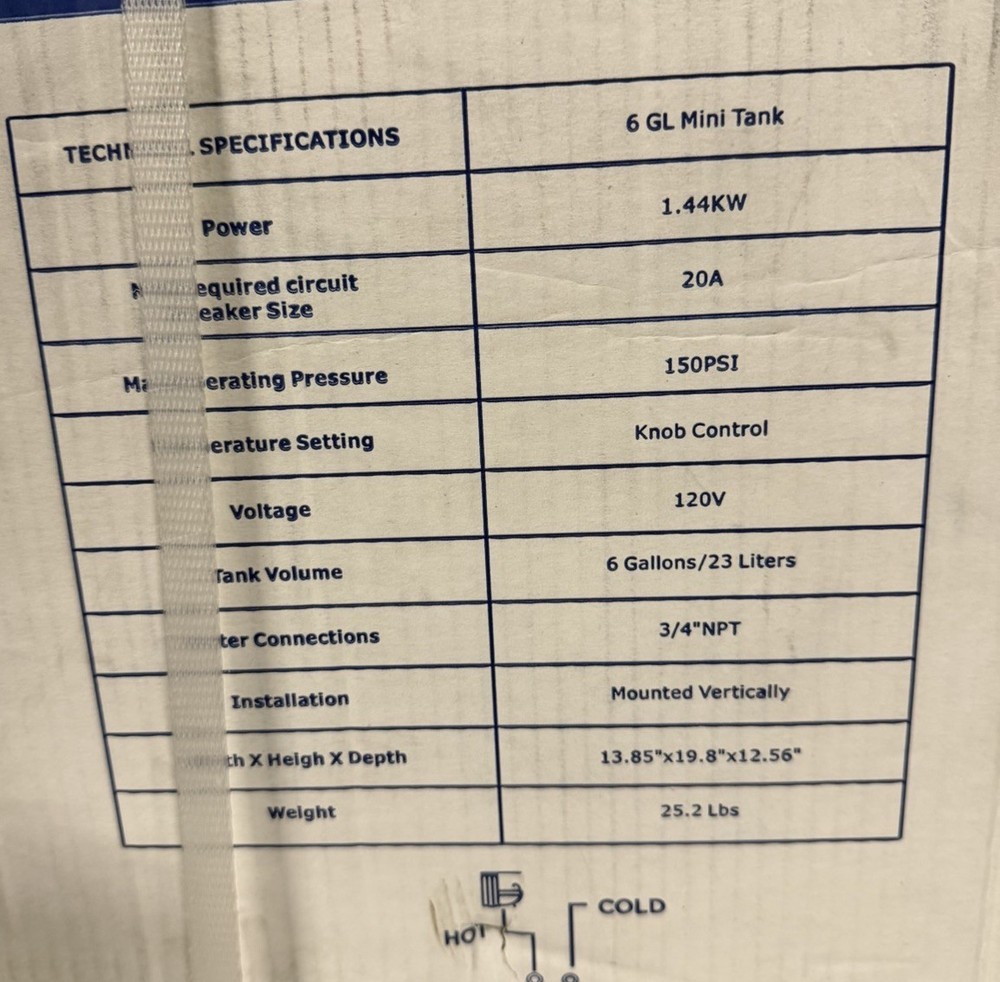 SPECIFICATIONS 6 GL Mini Tank
Power 1.44KW
equired circuit
eaker Size 20A
erating Pressure 150PSI
erature Setting Knob Control
Voltage 120V
Tank Volume 6 Gallons/23 Liters
ter Connections 3/4"NPT
Installation Mounted Vertically
th X Heigh X Depth 13.85"x19.8"x12.56"
Weight 25.2 Lbs
COLD
HOT